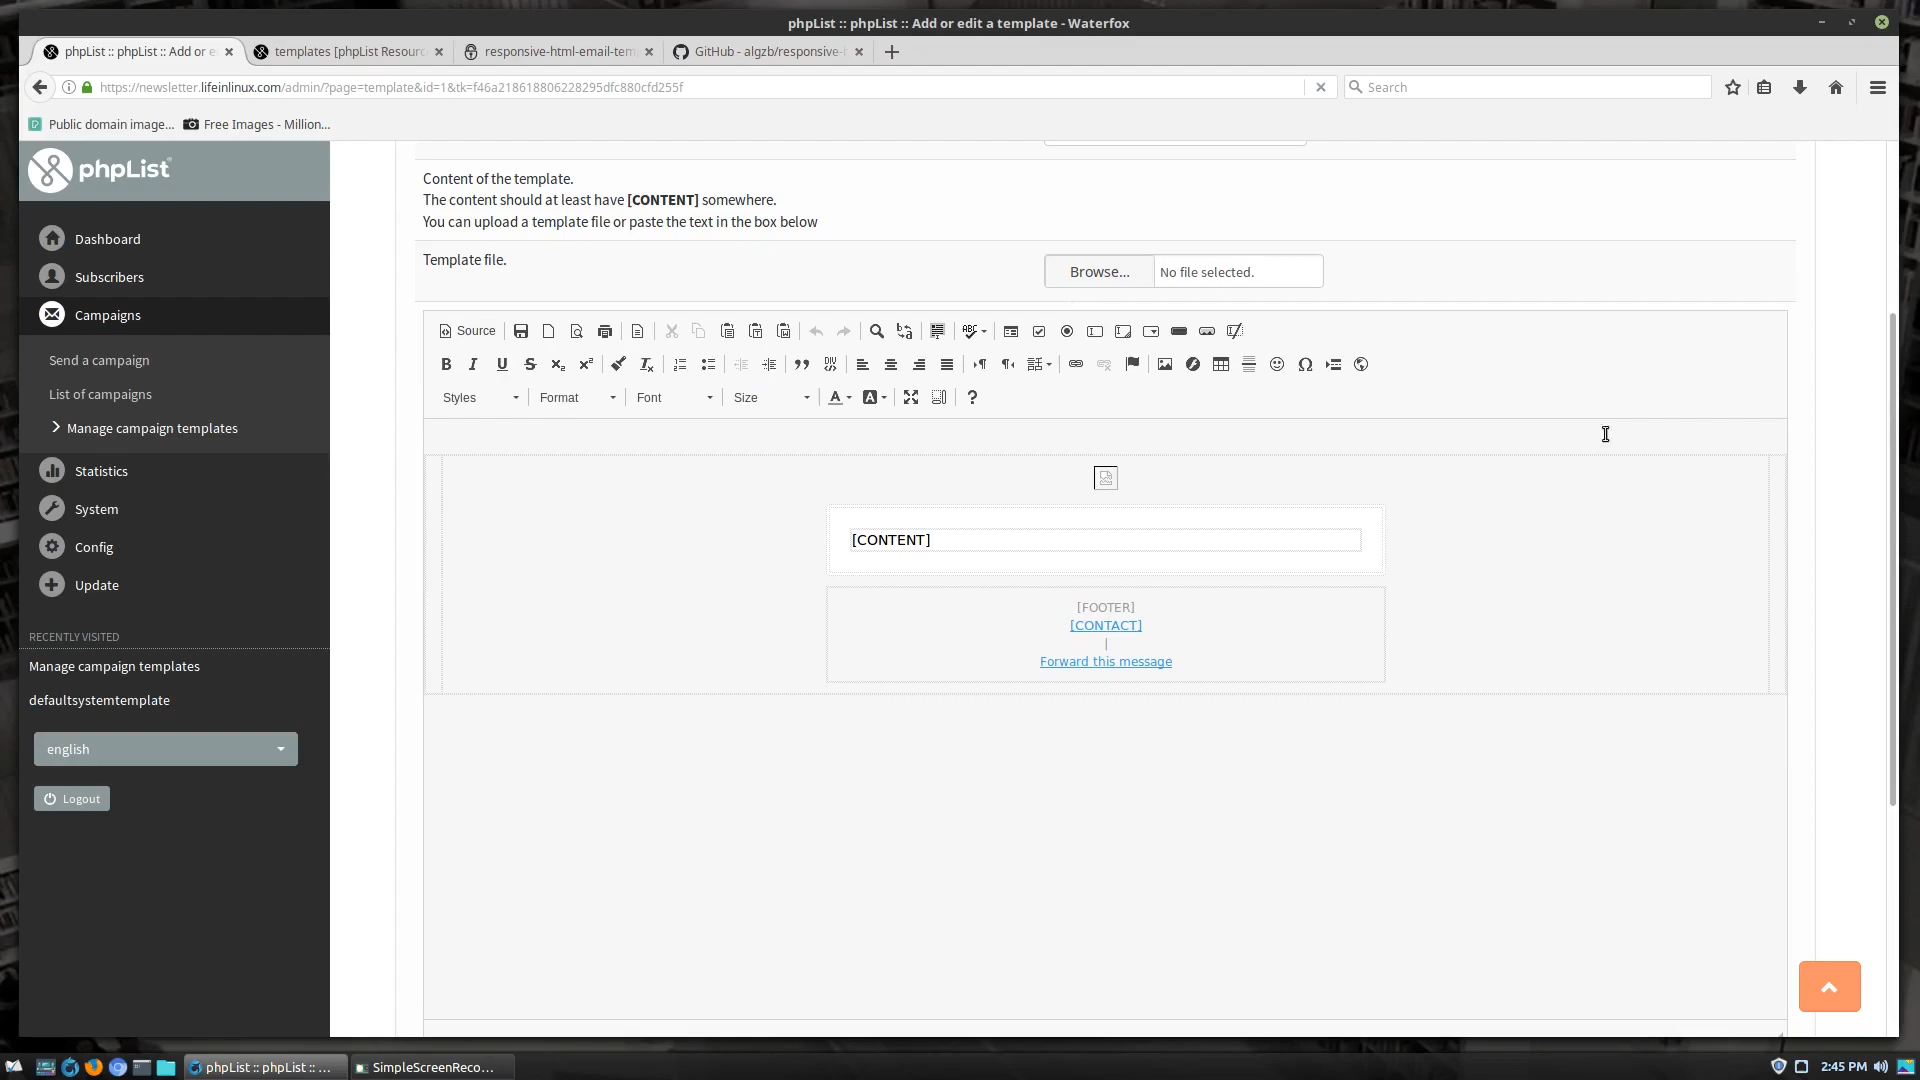 phpList :: phpList :: Add or edit a template - Waterfox
phpList :: phpList :: Add or e
templates [phpList Resour
responsive-html-email-tem
GitHub - algzb/responsive-
https://newsletter.lifeinlinux.com/admin/?page=template&id=1&tk=f46a218618806228295dfc880cfd255f
Search
Public domain image...
Free Images - Million...
phpList
Dashboard
Subscribers
Campaigns
Send a campaign
List of campaigns
Manage campaign templates
Statistics
System
Config
Update
RECENTLY VISITED
Manage campaign templates
defaultsystemtemplate
english
Logout
Content of the template.
The content should at least have [CONTENT] somewhere.
You can upload a template file or paste the text in the box below
Template file.
Browse... No file selected.
Source
Styles
Format
Font
Size
[CONTENT]
[FOOTER]
[CONTACT]
|
Forward this message
phpList :: phpList :: ...
SimpleScreenReco...
2:45 PM